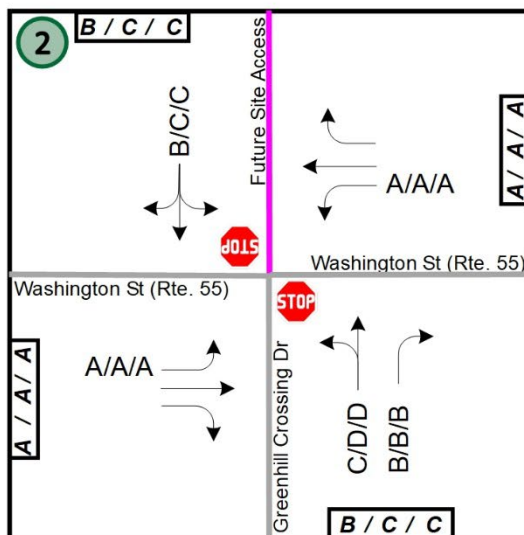 2
B / C / C
Future Site Access
B/C/C
A/A/A
A / A / A
STOP
Washington St (Rte. 55)
Washington St (Rte. 55)
STOP
A/A/A
A / A / A
Greenhill Crossing Dr
C/D/D
B/B/B
B / C / C